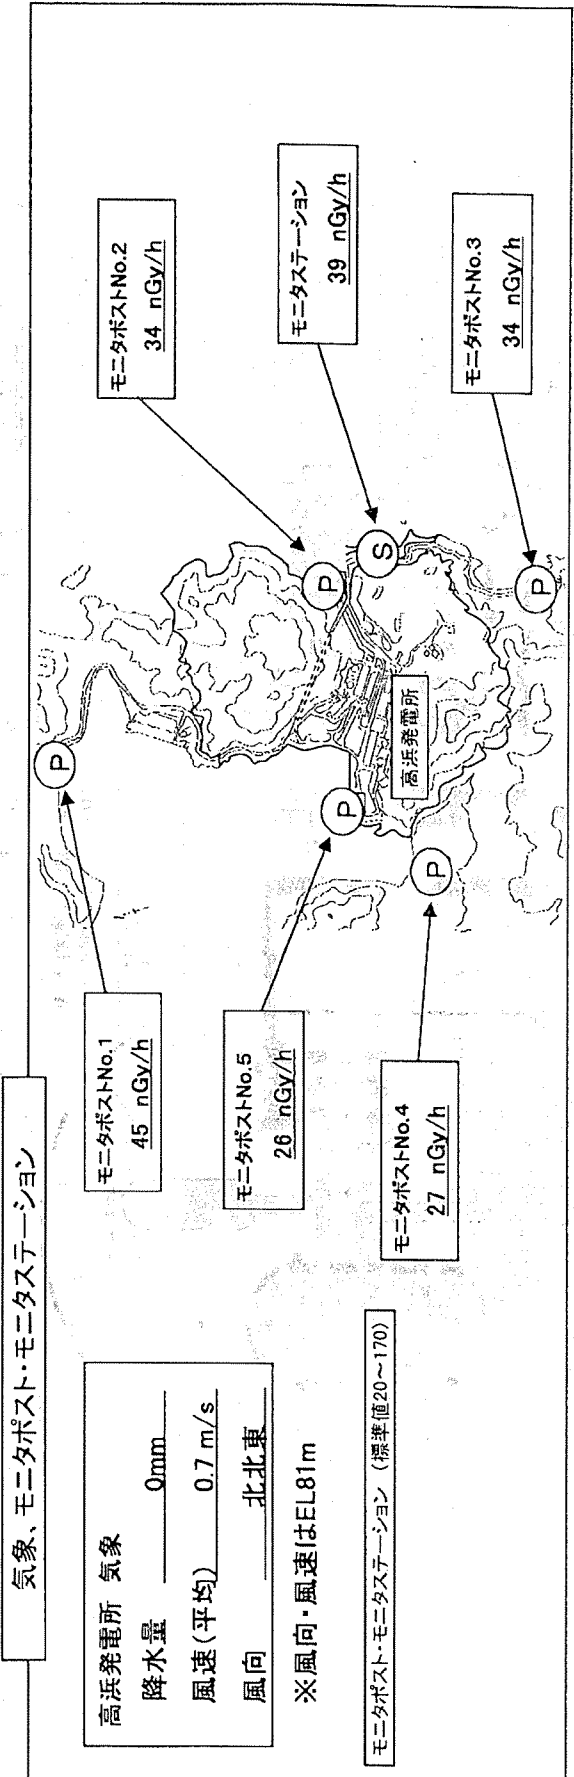 気象、モニタポスト・モニタステーション
高浜発電所 気象
降水量 0mm
風速(平均) 0.7 m/s
風向 北北東
※風向・風速はEL81m
モニタポスト・モニタステーション (標準値20～170)
モニタポストNo.1
45 nGy/h
モニタポストNo.5
26 nGy/h
モニタポストNo.4
27 nGy/h
モニタポストNo.2
34 nGy/h
モニタステーション
39 nGy/h
モニタポストNo.3
34 nGy/h
P
P
P
P
S
P
高浜発電所